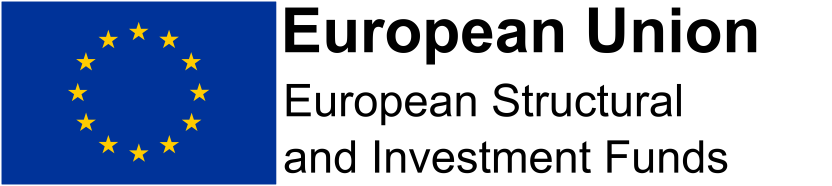 European Union
European Structural
and Investment Funds